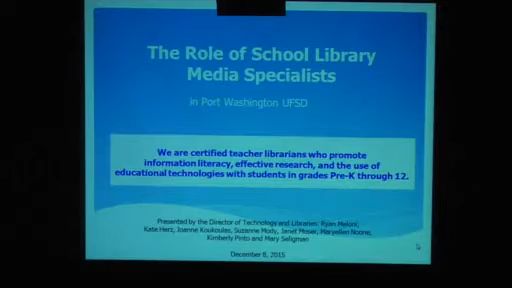 The Role of School Library
Media Specialists
in Port Washington UFSD
We are certified teacher librarians who promote
information literacy, effective research, and the use of
educational technologies with students in grades Pre-K through 12.
Presented by the Director of Technology and Libraries: Ryan Meloni,
Kate Herz, Joanne Koukoulas, Suzanne Mody, Janet Moser, Maryellen Noone,
Kimberly Pinto and Mary Seligman
December 8, 2015